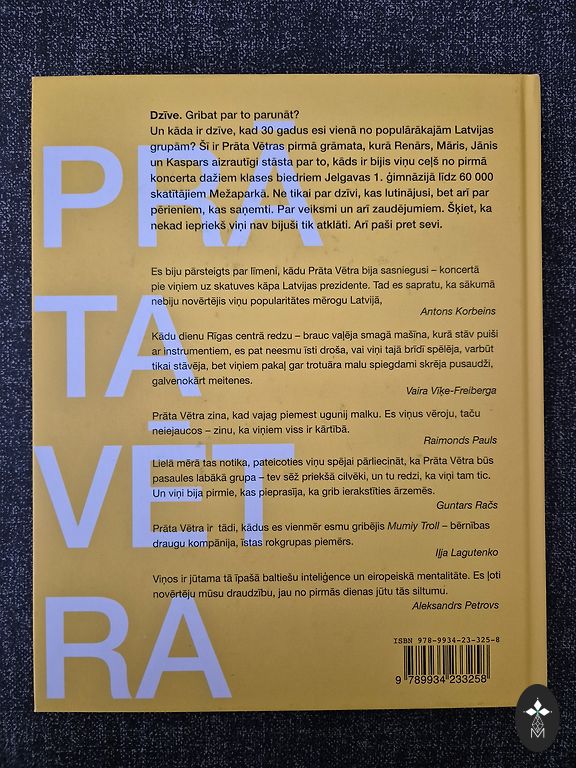 PRĀ
TA
VĒT
RA
Dzīve. Gribat par to parunāt?
Un kāda ir dzīve, kad 30 gadus esi vienā no populārākajām Latvijas
grupām? Šī ir Prāta Vētras pirmā grāmata, kurā Renārs, Māris, Jānis
un Kaspars aizrautīgi stāsta par to, kāds ir bijis viņu ceļš no pirmā
koncerta dažiem klases biedriem Jelgavas 1. ģimnāzijā līdz 60 000
skatītājiem Mežaparkā. Ne tikai par dzīvi, kas lutinājusi, bet arī par
pērieniem, kas saņemti. Par veiksmi un arī zaudējumiem. Šķiet, ka
nekad iepriekš viņi nav bijuši tik atklāti. Arī paši pret sevi.
Es biju pārsteigts par līmeni, kādu Prāta Vētra bija sasniegusi – koncertā
pie viņiem uz skatuves kāpa Latvijas prezidente. Tad es sapratu, ka sākumā
nebiju novērtējis viņu popularitātes mērogu Latvijā,
Antons Korbeins
Kādu dienu Rīgas centrā redzu – brauc vaļēja smagā mašīna, kurā stāv puiši
ar instrumentiem, es pat neesmu īsti droša, vai viņi tajā brīdī spēlēja, varbūt
tikai stāvēja, bet viņiem pakaļ gar trotuāra malu spiegdami skrēja pusaudži,
galvenokārt meitenes.
Vaira Vīķe-Freiberga
Prāta Vētra zina, kad vajag piemest ugunij malku. Es viņus vēroju, taču
neiejaucos – zinu, ka viņiem viss ir kārtībā.
Raimonds Pauls
Lielā mērā tas notika, pateicoties viņu spējai pārliecināt, ka Prāta Vētra būs
pasaules labākā grupa – tev sēž priekšā cilvēki, un tu redzi, ka viņi tam tic.
Un viņi bija pirmie, kas pieprasīja, ka grib ierakstīties ārzemēs.
Guntars Račs
Prāta Vētra ir tādi, kādus es vienmēr esmu gribējis Mumiy Troll – bērnības
draugu kompānija, īstas rokgrupas piemērs.
Iļja Lagutenko
Viņos ir jūtama tā īpašā baltiešu inteliģence un eiropeiskā mentalitāte. Es ļoti
novērtēju mūsu draudzību, jau no pirmās dienas jūtu tās siltumu.
Aleksandrs Petrovs
ISBN 978-9934-23-325-8
9 789934 233258